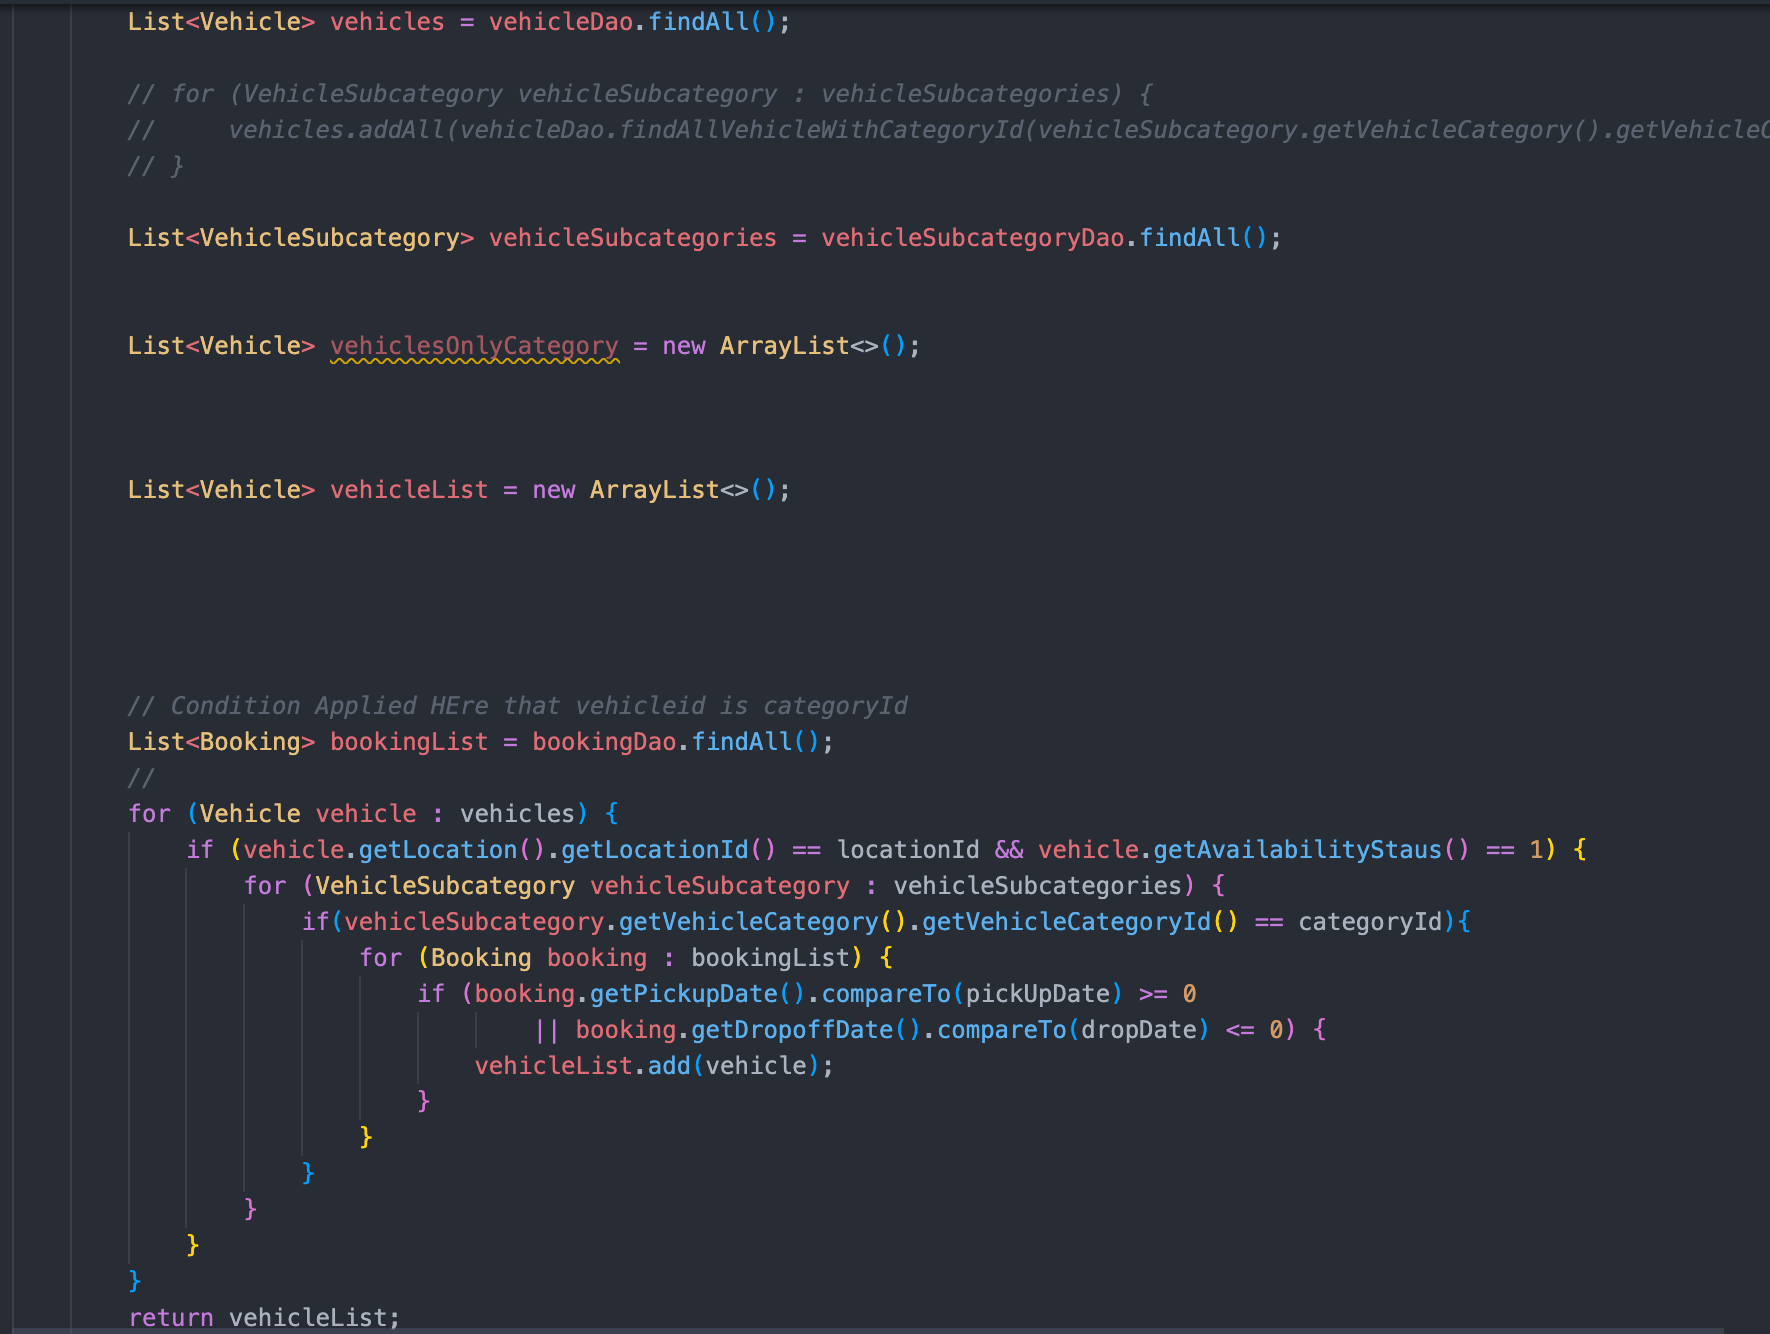 List<Vehicle> vehicles = vehicleDao.findAll();
// for (VehicleSubcategory vehicleSubcategory : vehicleSubcategories) {
//     vehicles.addAll(vehicleDao.findAllVehicleWithCategoryId(vehicleSubcategory.getVehicleCategory().getVehicleC
// }
List<VehicleSubcategory> vehicleSubcategories = vehicleSubcategoryDao.findAll();
List<Vehicle> vehiclesOnlyCategory = new ArrayList<>();
List<Vehicle> vehicleList = new ArrayList<>();
// Condition Applied HEre that vehicleid is categoryId
List<Booking> bookingList = bookingDao.findAll();
//
for (Vehicle vehicle : vehicles) {
if (vehicle.getLocation().getLocationId() == locationId && vehicle.getAvailabilityStaus() == 1) {
for (VehicleSubcategory vehicleSubcategory : vehicleSubcategories) {
if(vehicleSubcategory.getVehicleCategory().getVehicleCategoryId() == categoryId){
for (Booking booking : bookingList) {
if (booking.getPickupDate().compareTo(pickUpDate) >= 0
|| booking.getDropoffDate().compareTo(dropDate) <= 0) {
vehicleList.add(vehicle);
}
}
}
}
}
}
return vehicleList;